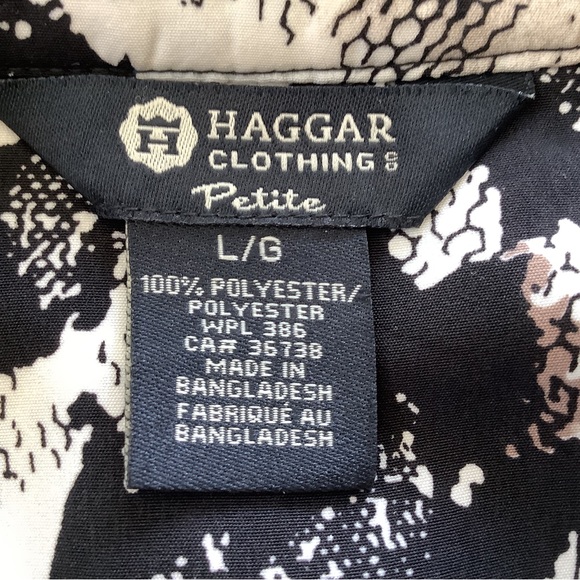 H
HAGGAR
CLOTHING CO
Petite
L/G
100% POLYESTER/
POLYESTER
WPL 386
CA# 36738
MADE IN
BANGLADESH
FABRIQUÉ AU
BANGLADESH